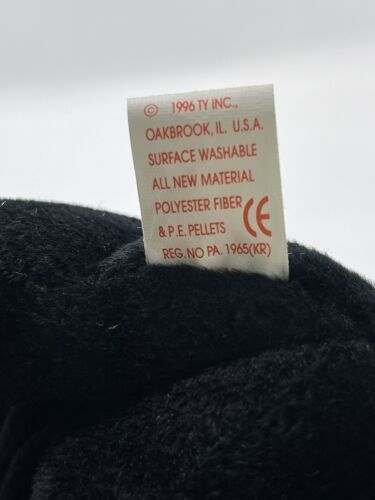 © 1996 TY INC.,
OAKBROOK, IL. U.S.A.
SURFACE WASHABLE
ALL NEW MATERIAL
POLYESTER FIBER
& P.E. PELLETS CE
REG. NO PA. 1965(KR)